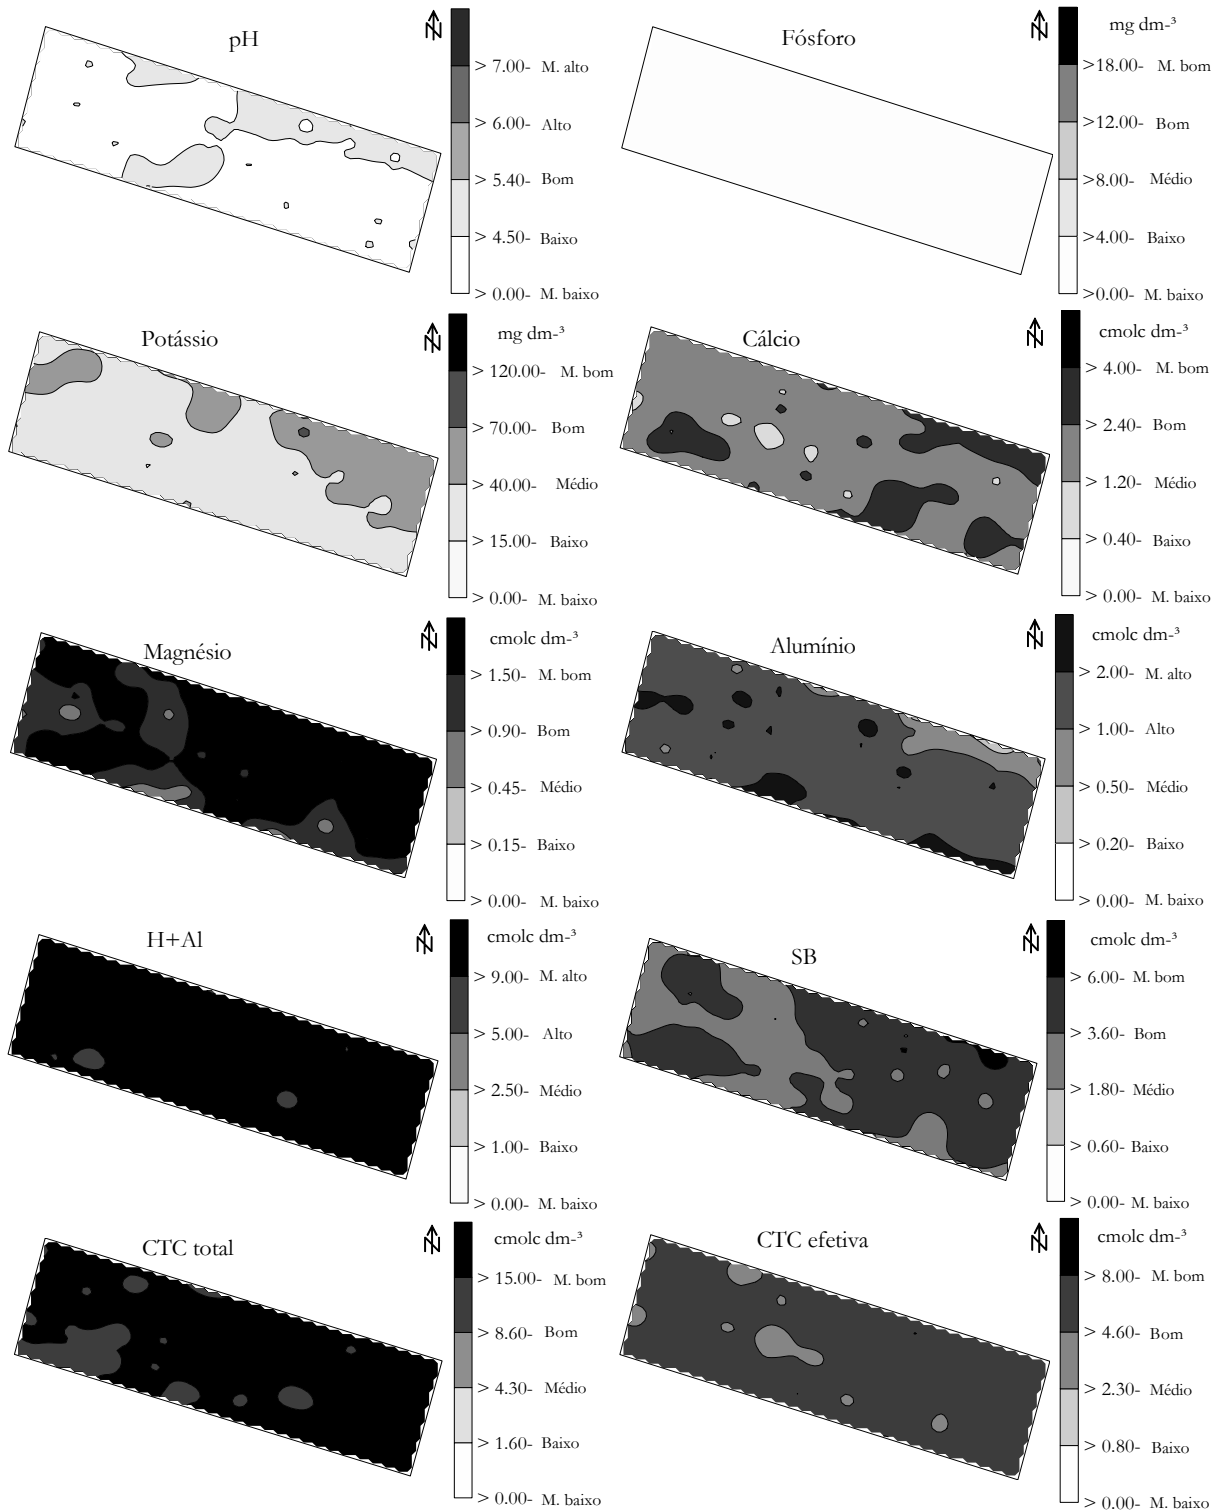 pH
N
> 7.00- M. alto
> 6.00- Alto
> 5.40- Bom
> 4.50- Baixo
> 0.00- M. baixo
Fósforo
N
mg dm-³
>18.00- M. bom
>12.00- Bom
>8.00- Médio
>4.00- Baixo
>0.00- M. baixo
Potássio
N
mg dm-³
> 120.00- M. bom
> 70.00- Bom
> 40.00- Médio
> 15.00- Baixo
> 0.00- M. baixo
Cálcio
N
cmolc dm-³
> 4.00- M. bom
> 2.40- Bom
> 1.20- Médio
> 0.40- Baixo
> 0.00- M. baixo
Magnésio
N
cmolc dm-³
> 1.50- M. bom
> 0.90- Bom
> 0.45- Médio
> 0.15- Baixo
> 0.00- M. baixo
Alumínio
N
cmolc dm-³
> 2.00- M. alto
> 1.00- Alto
> 0.50- Médio
> 0.20- Baixo
> 0.00- M. baixo
H+Al
N
cmolc dm-³
> 9.00- M. alto
> 5.00- Alto
> 2.50- Médio
> 1.00- Baixo
> 0.00- M. baixo
SB
N
cmolc dm-³
> 6.00- M. bom
> 3.60- Bom
> 1.80- Médio
> 0.60- Baixo
> 0.00- M. baixo
CTC total
N
cmolc dm-³
> 15.00- M. bom
> 8.60- Bom
> 4.30- Médio
> 1.60- Baixo
> 0.00- M. baixo
CTC efetiva
N
cmolc dm-³
> 8.00- M. bom
> 4.60- Bom
> 2.30- Médio
> 0.80- Baixo
> 0.00- M. baixo